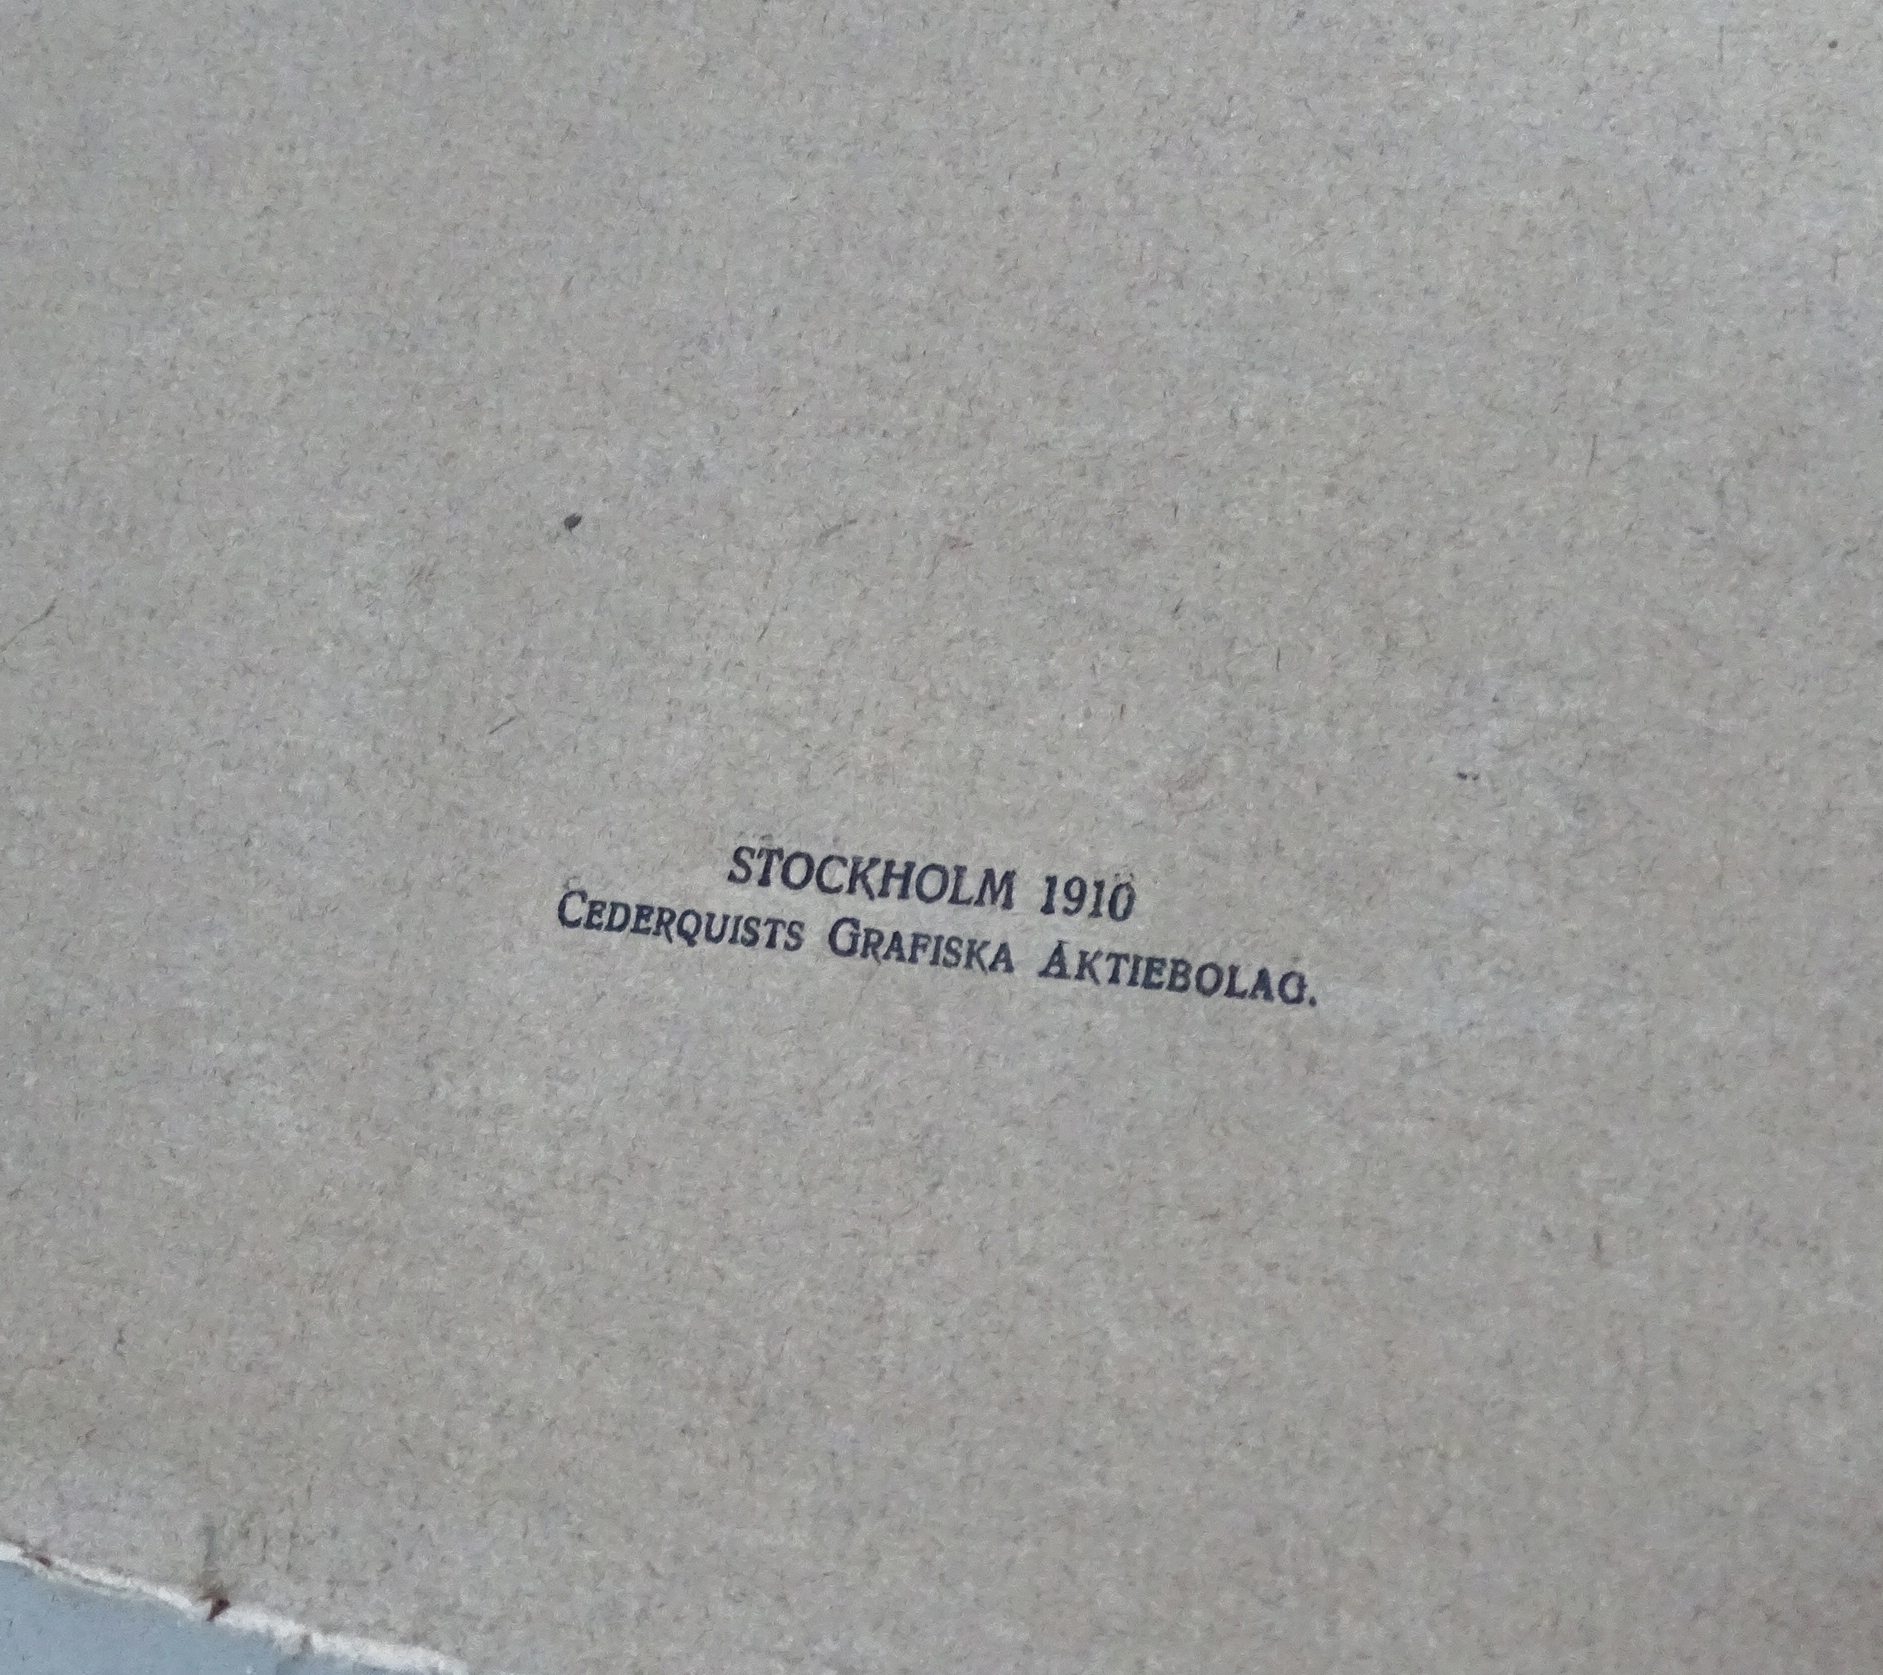 STOCKHOLM 1910
CEDERQUISTS GRAFISKA AKTIEBOLAG.